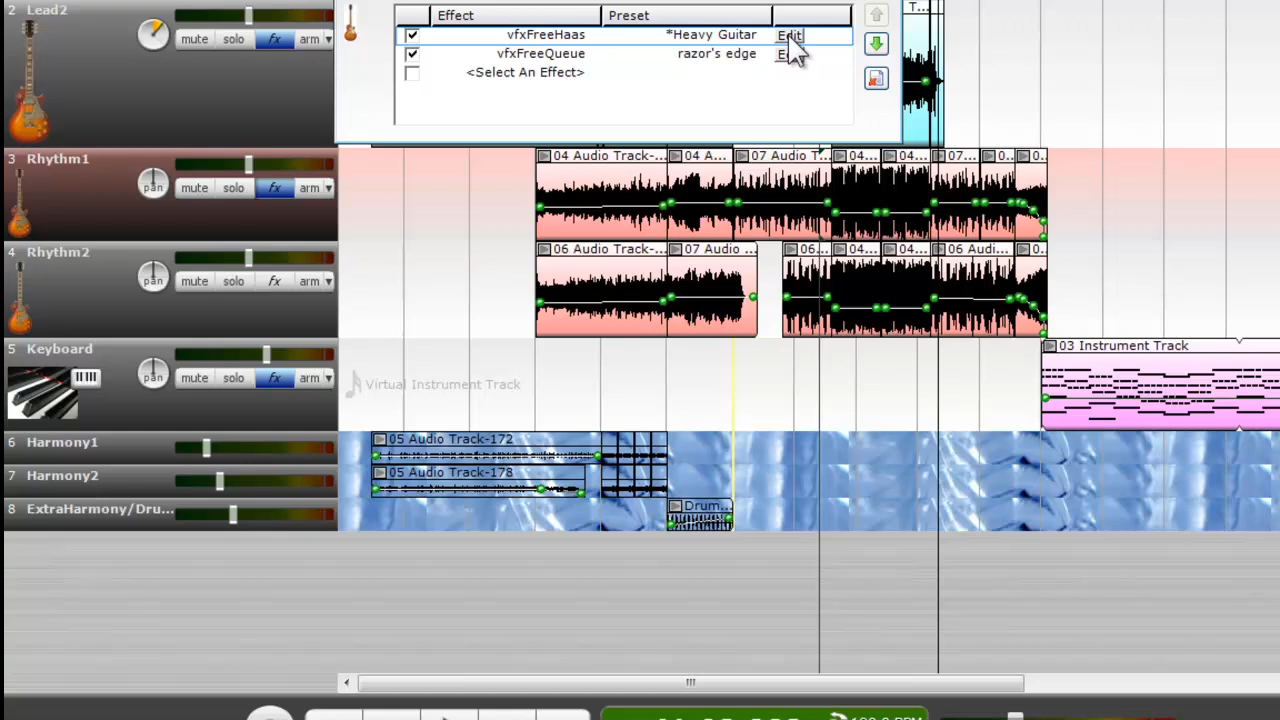 2 Lead2
mute solo fx arm
Effect Preset
vfxFreeHaas *Heavy Guitar Edit
vfxFreeQueue razor's edge
<Select An Effect>
3 Rhythm1
pan mute solo fx arm
04 Audio Track-... 04 A... 07 Audio T... 04... 04... 07... 0.. 0.
4 Rhythm2
pan mute solo fx arm
06 Audio Track-... 07 Audio ... 06... 04... 04... 06 Audi... 0.
5 Keyboard
pan mute solo fx arm
Virtual Instrument Track
03 Instrument Track
6 Harmony1
05 Audio Track-172
7 Harmony2
05 Audio Track-178
8 ExtraHarmony/Dru...
Drum...